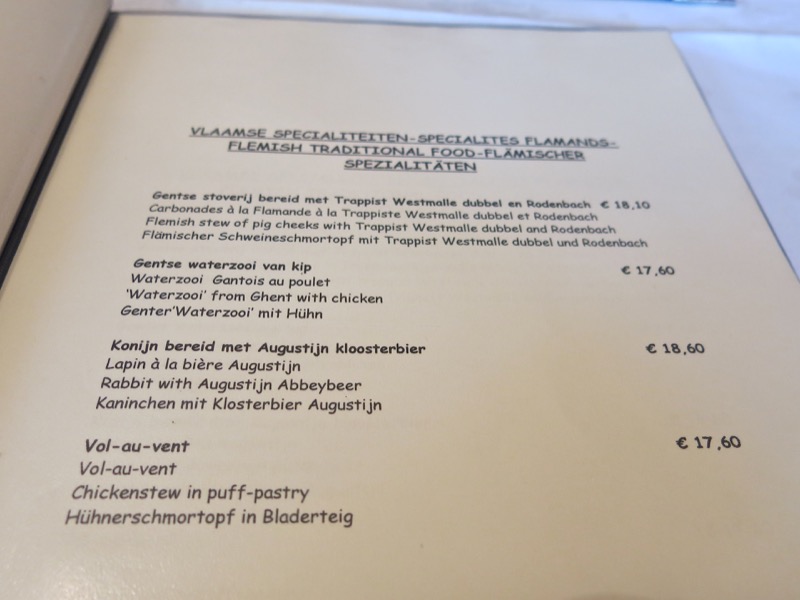 VLAAMSE SPECIALITEITEN-SPECIALITES FLAMANDS-
FLEMISH TRADITIONAL FOOD-FLÄMISCHER
SPEZIALITÄTEN
Gentse stoverij bereid met Trappist Westmalle dubbel en Rodenbach € 18,10
Carbonades à la Flamande à la Trappiste Westmalle dubbel et Rodenbach
Flemish stew of pig cheeks with Trappist Westmalle dubbel and Rodenbach
Flämischer Schweineschmortopf mit Trappist Westmalle dubbel und Rodenbach
Gentse waterzooi van kip € 17,60
Waterzooi Gantois au poulet
'Waterzooi' from Ghent with chicken
Genter'Waterzooi' mit Hühn
Konijn bereid met Augustijn kloosterbier € 18,60
Lapin à la bière Augustijn
Rabbit with Augustijn Abbeybeer
Kaninchen mit Klosterbier Augustijn
Vol-au-vent € 17,60
Vol-au-vent
Chickenstew in puff-pastry
Hühnerschmortopf in Bladerteig